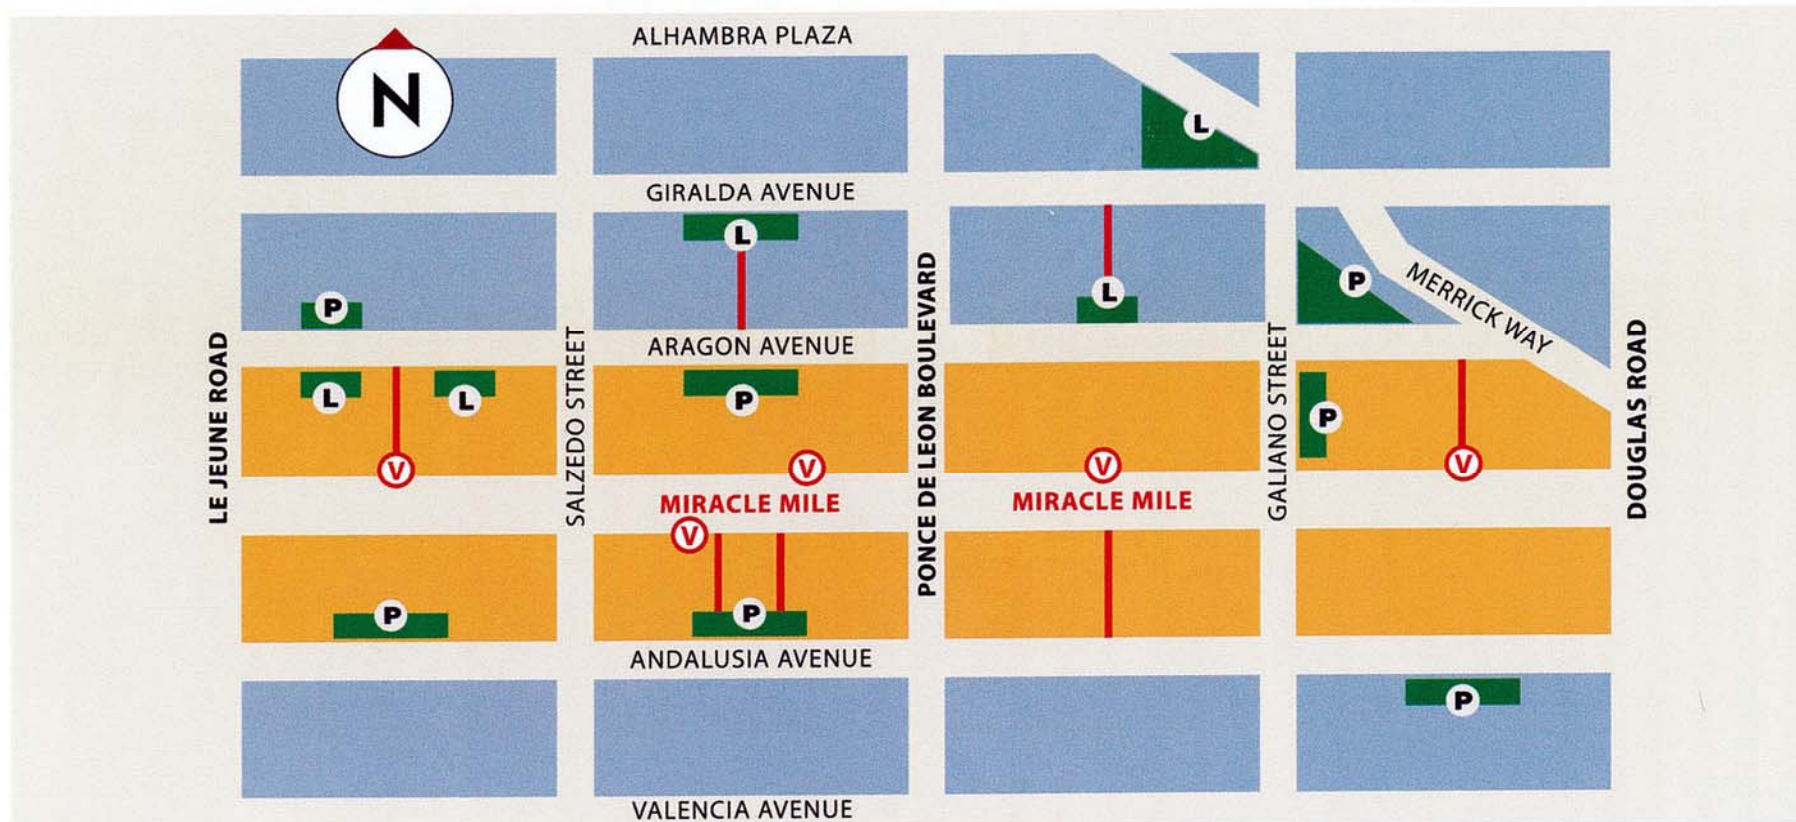 ALHAMBRA PLAZA
N
L
GIRALDA AVENUE
L
P
L
P
MERRICK WAY
ARAGON AVENUE
LE JEUNE ROAD
SALZEDO STREET
PONCE DE LEON BOULEVARD
GALIANO STREET
DOUGLAS ROAD
L
L
P
P
V
V
V
V
MIRACLE MILE
MIRACLE MILE
V
P
P
ANDALUSIA AVENUE
P
VALENCIA AVENUE